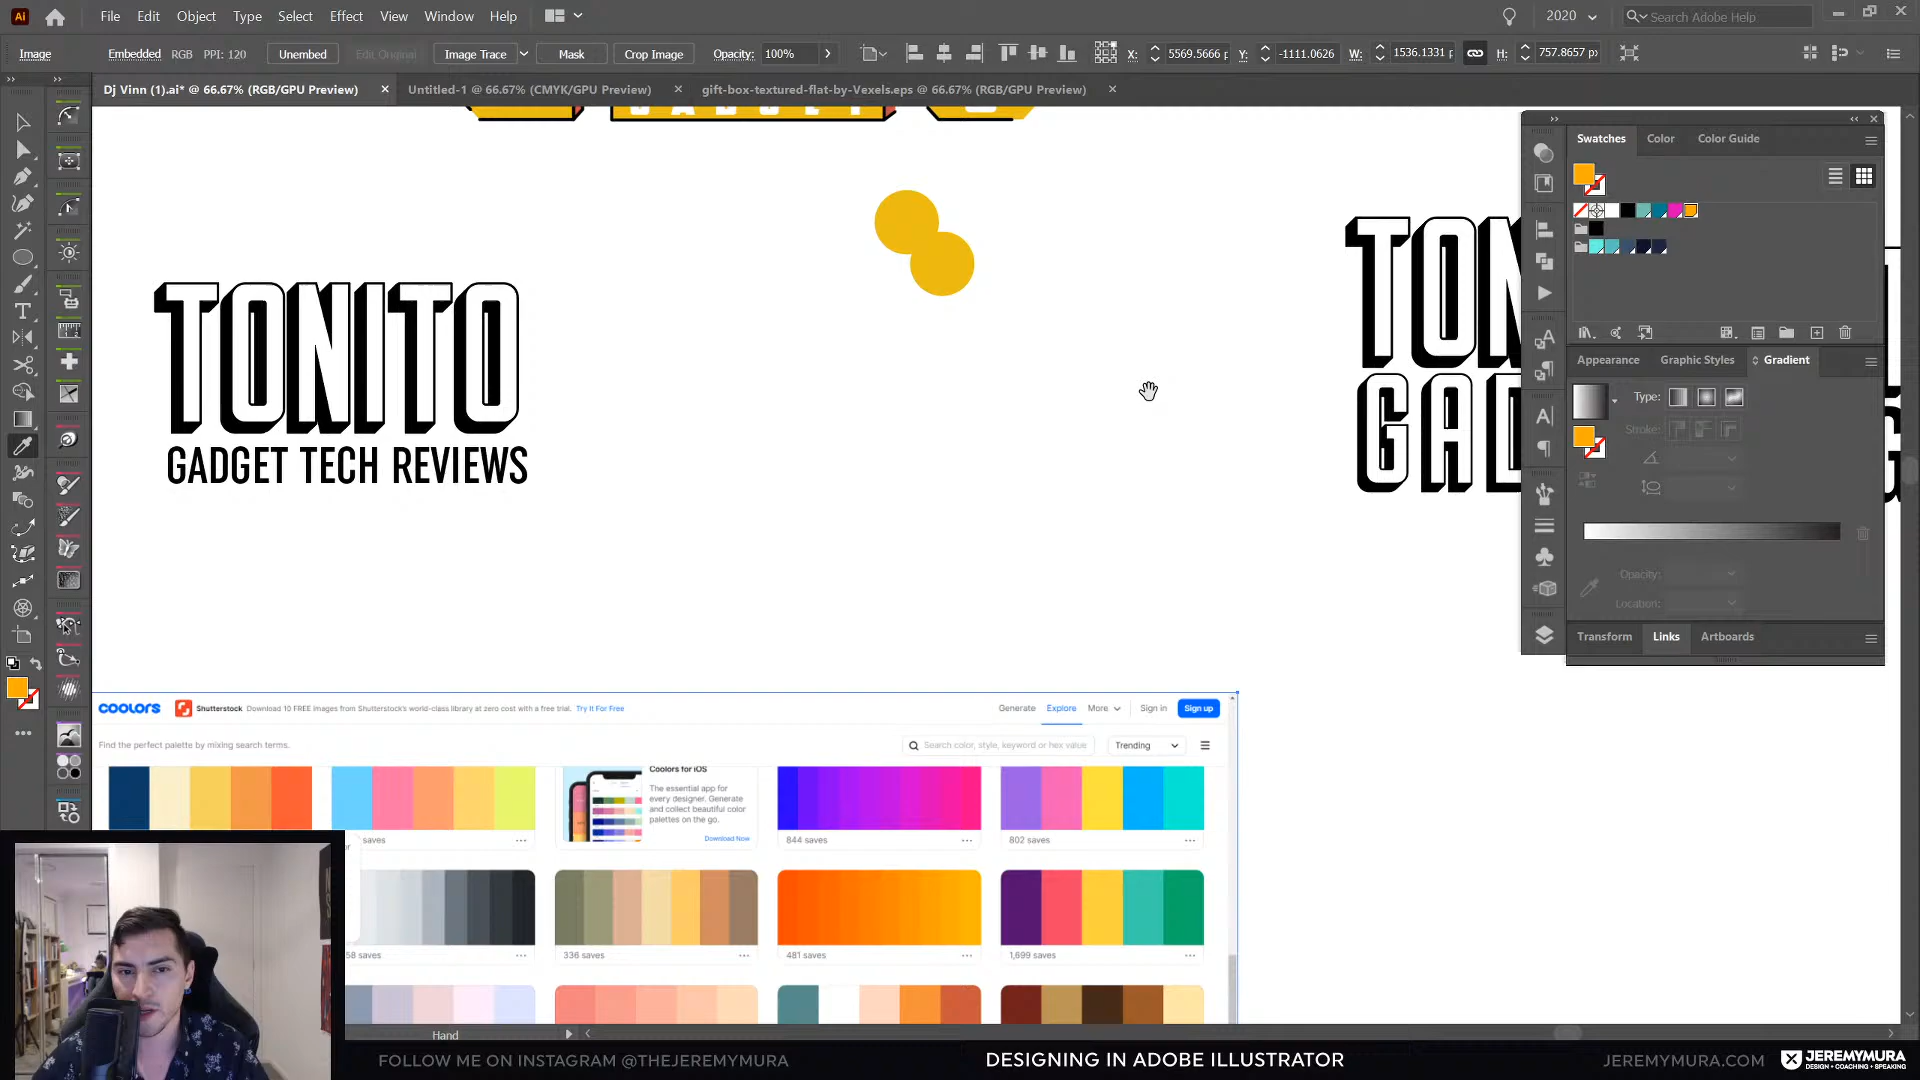 Ai File Edit Object Type Select Effect View Window Help 2020 Search Adobe Help
Image Embedded RGB PPI: 120 Unembed Edit Original Image Trace Mask Crop Image Opacity: 100% X: 5569.5666 p Y: -1111.0626 W: 1536.1331 p H: 757.8657 px
Dj Vinn (1).ai* @ 66.67% (RGB/GPU Preview) Untitled-1 @ 66.67% (CMYK/GPU Preview) gift-box-textured-flat-by-Vexels.eps @ 66.67% (RGB/GPU Preview)
GADGET
Swatches Color Color Guide
TONITO
GADGET TECH REVIEWS
TON
GAD
Appearance Graphic Styles Gradient
Type:
Stroke:
Opacity:
Location:
Transform Links Artboards
coolors Shutterstock Download 10 FREE images from Shutterstock's world-class library at zero cost with a free trial. Try It For Free Generate Explore More Sign in Sign up
Find the perfect palette by mixing search terms. Search color, style, keyword or hex value Trending
Coolors for iOS
The essential app for
every designer. Generate
and collect beautiful color
palettes on the go.
Download Now
saves 844 saves 802 saves
58 saves 336 saves 481 saves 1,699 saves
Hand
FOLLOW ME ON INSTAGRAM @THEJEREMYMURA DESIGNING IN ADOBE ILLUSTRATOR JEREMYMURA.COM JEREMYMURA
DESIGN + COACHING + SPEAKING